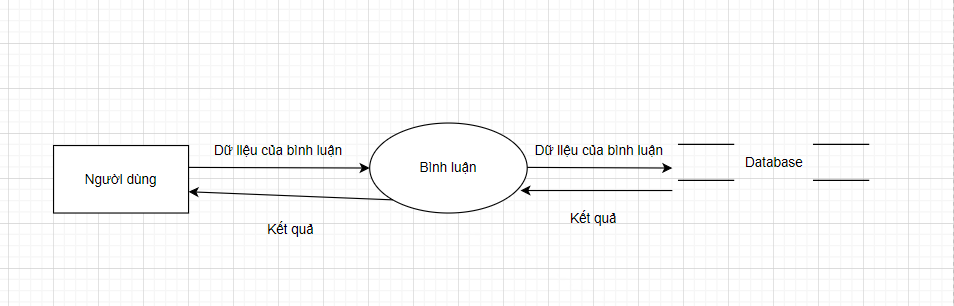 Dữ liệu của bình luận
Dữ liệu của bình luận
Người dùng
Bình luận
Database
Kết quả
Kết quả